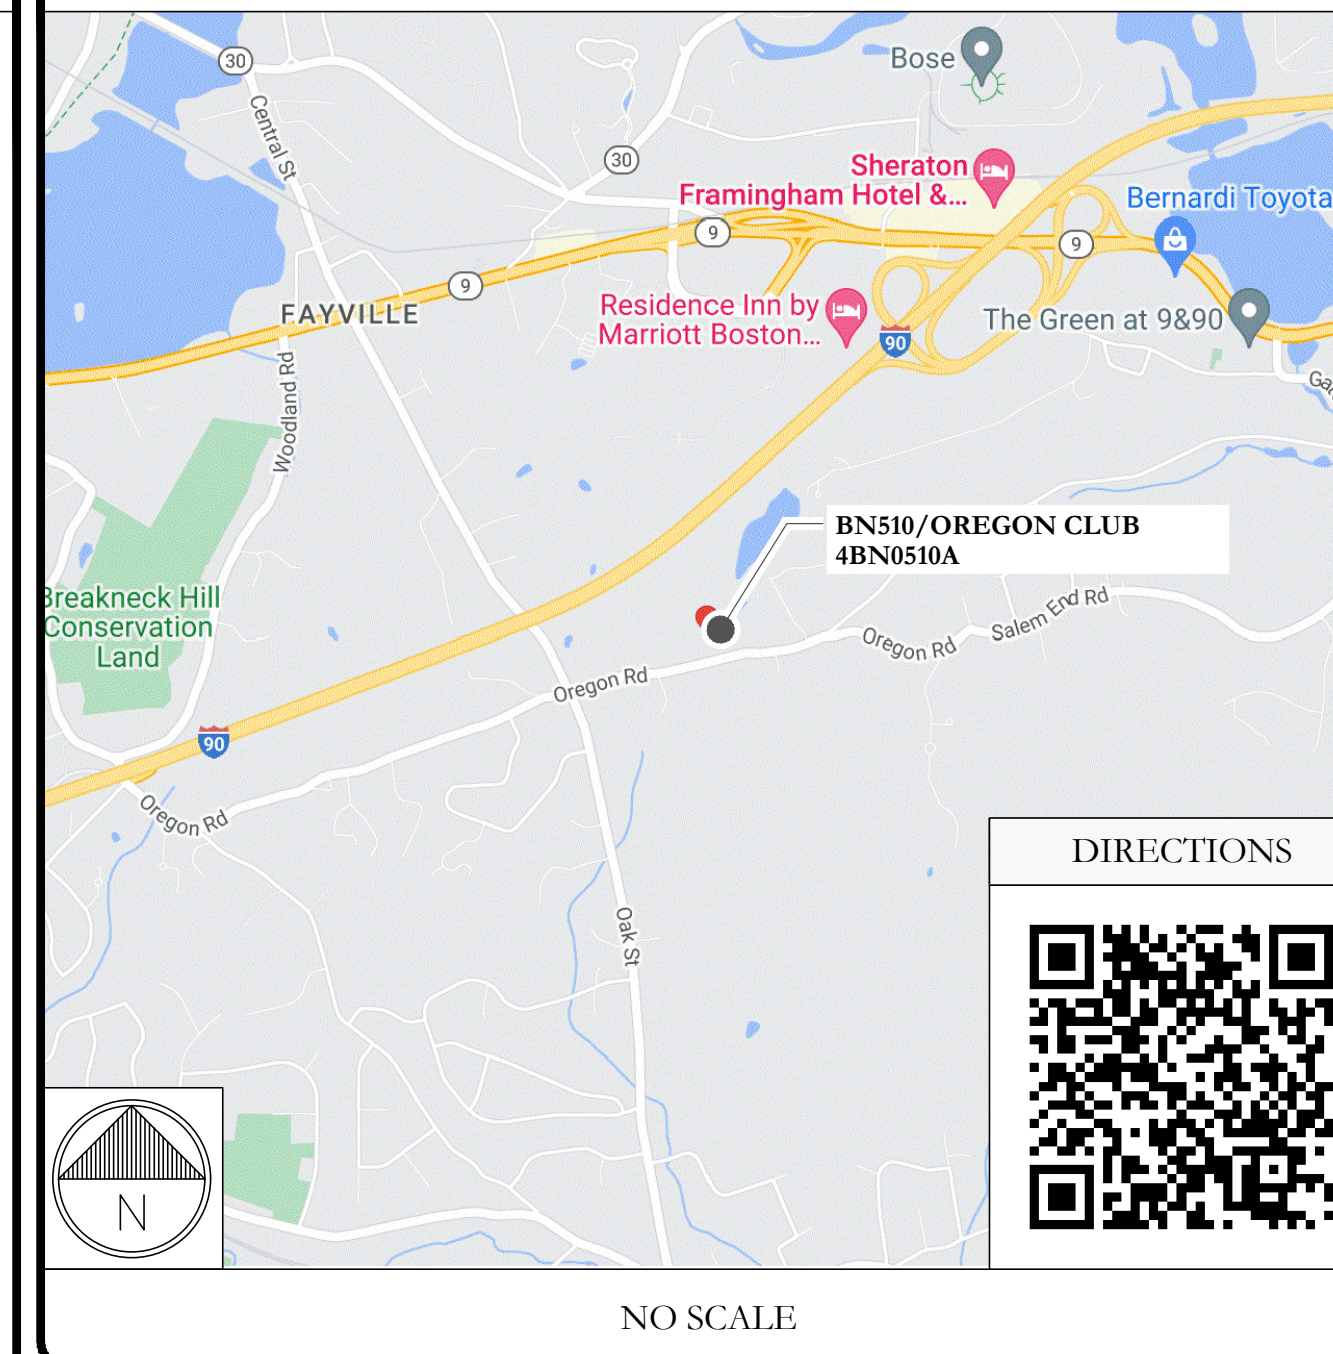 Bose
30
Central St
30
Sheraton
Framingham Hotel &...
Bernardi Toyota
9
9
9
FAYVILLE
Residence Inn by
Marriott Boston...
The Green at 9&90
90
Woodland Rd
BN510/OREGON CLUB
4BN0510A
Breakneck Hill
Conservation
Land
Oregon Rd
Salem End Rd
Oregon Rd
90
Oregon Rd
DIRECTIONS
Oak St
N
NO SCALE